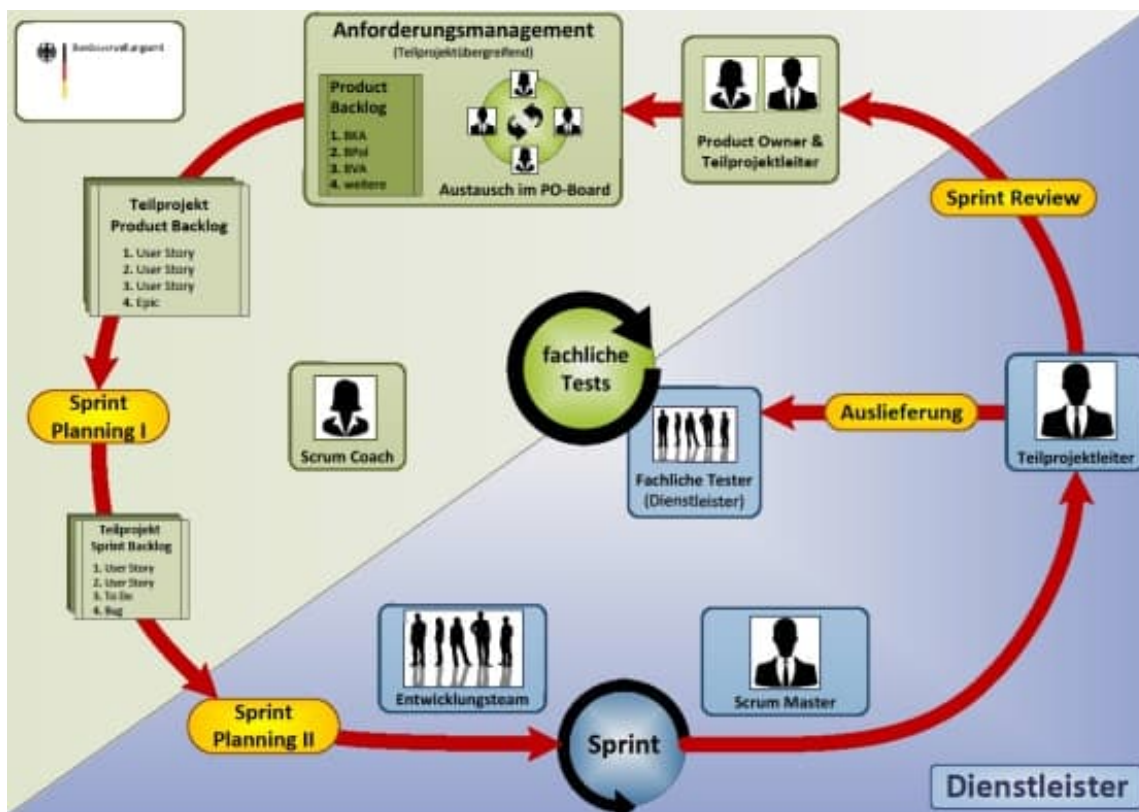 Bundesverwaltungsamt
Anforderungsmanagement
(Teilprojektübergreifend)
Product
Backlog
1. BKA
2. BPol
3. BVA
4. weitere
Austausch im PO-Board
Product Owner &
Teilprojektleiter
Sprint Review
Teilprojekt
Product Backlog
1. User Story
2. User Story
3. User Story
4. Epic
fachliche
Tests
Sprint
Planning I
Scrum Coach
Auslieferung
Teilprojektleiter
Fachliche Tester
(Dienstleister)
Teilprojekt
Sprint Backlog
1. User Story
2. User Story
3. To Do
4. Bug
Entwicklungsteam
Scrum Master
Sprint
Planning II
Sprint
Dienstleister